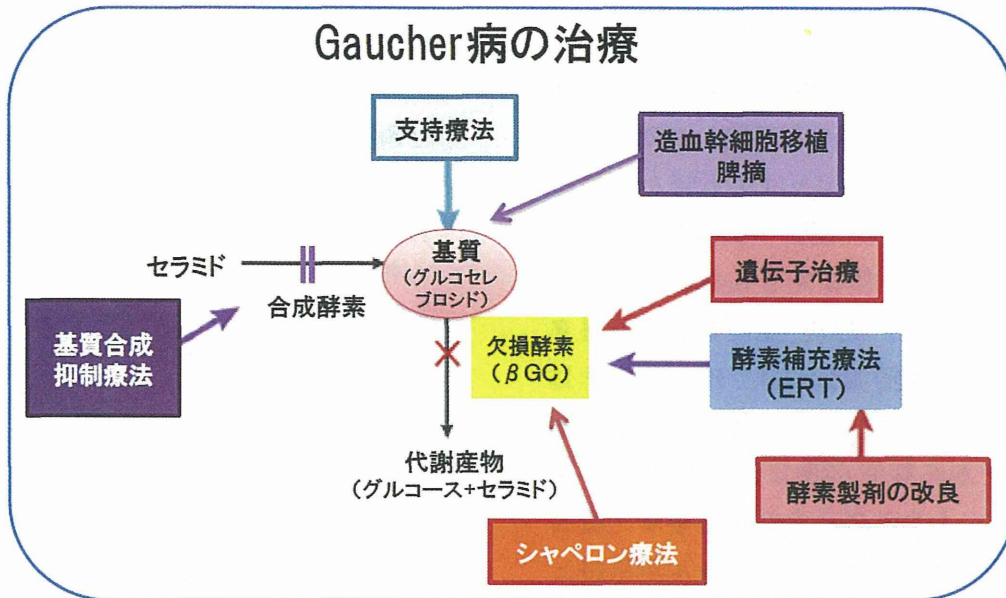 Gaucher病の治療
支持療法
造血幹細胞移植
脾摘
基質
(グルコセレ
ブロシド)
セラミド
合成酵素
遺伝子治療
基質合成
抑制療法
欠損酵素
(βGC)
酵素補充療法
(ERT)
代謝産物
(グルコース+セラミド)
酵素製剤の改良
シャペロン療法